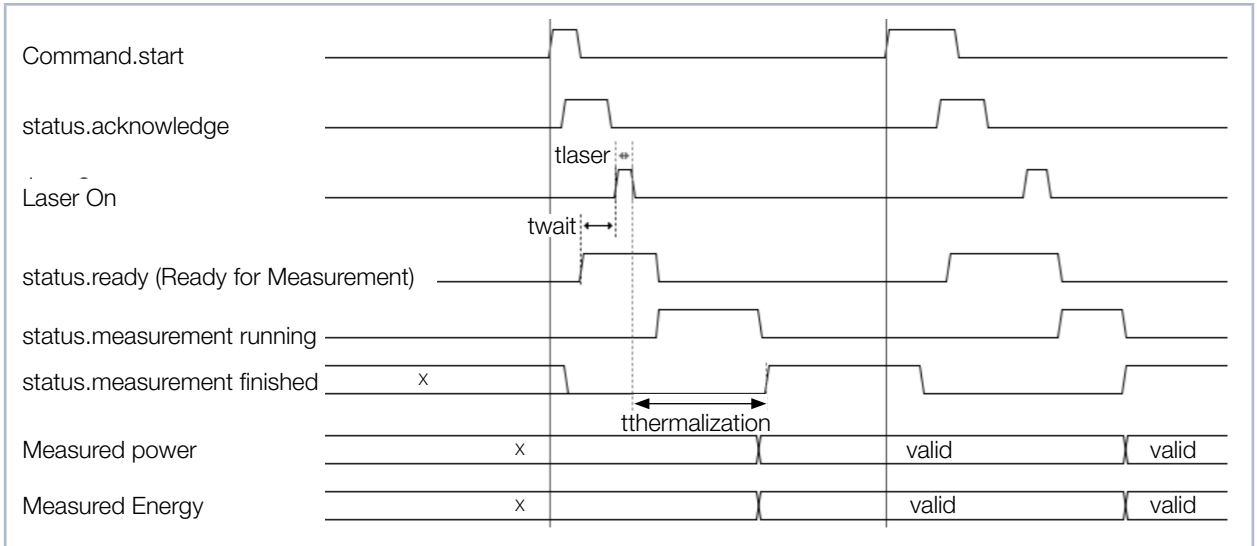 Command.start
status.acknowledge
tlaser
Laser On
twait
status.ready (Ready for Measurement)
status.measurement running
status.measurement finished X
tthermalization
Measured power X valid valid
Measured Energy X valid valid